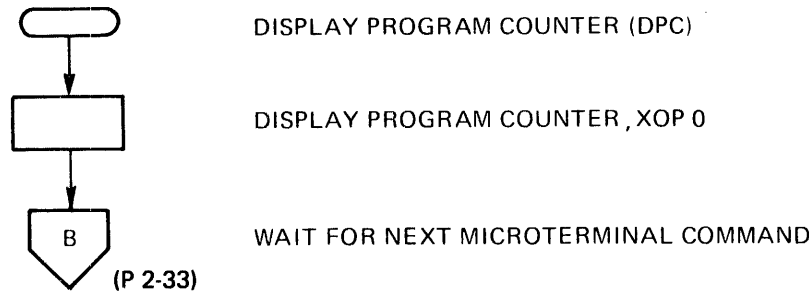 DISPLAY PROGRAM COUNTER (DPC)
DISPLAY PROGRAM COUNTER, XOP 0
B
WAIT FOR NEXT MICROTERMINAL COMMAND
(P 2-33)